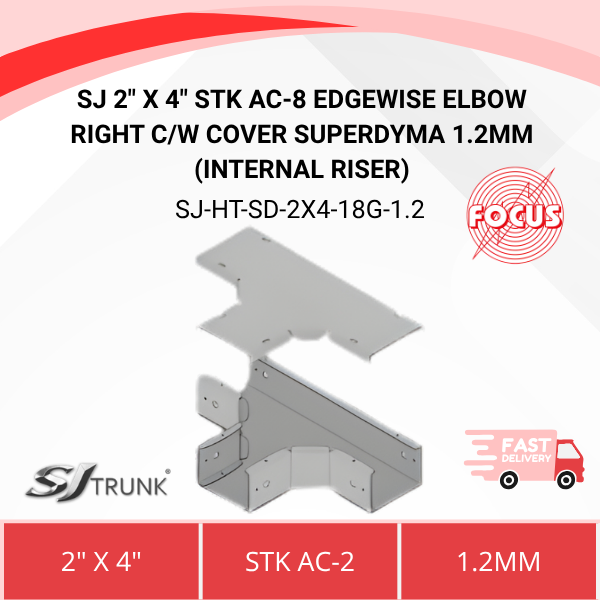 SJ 2" X 4" STK AC-8 EDGEWISE ELBOW
RIGHT C/W COVER SUPERDYMA 1.2MM
(INTERNAL RISER)
SJ-HT-SD-2X4-18G-1.2
FOCUS
FAST
DELIVERY
SJ TRUNK®
2" X 4"
STK AC-2
1.2MM